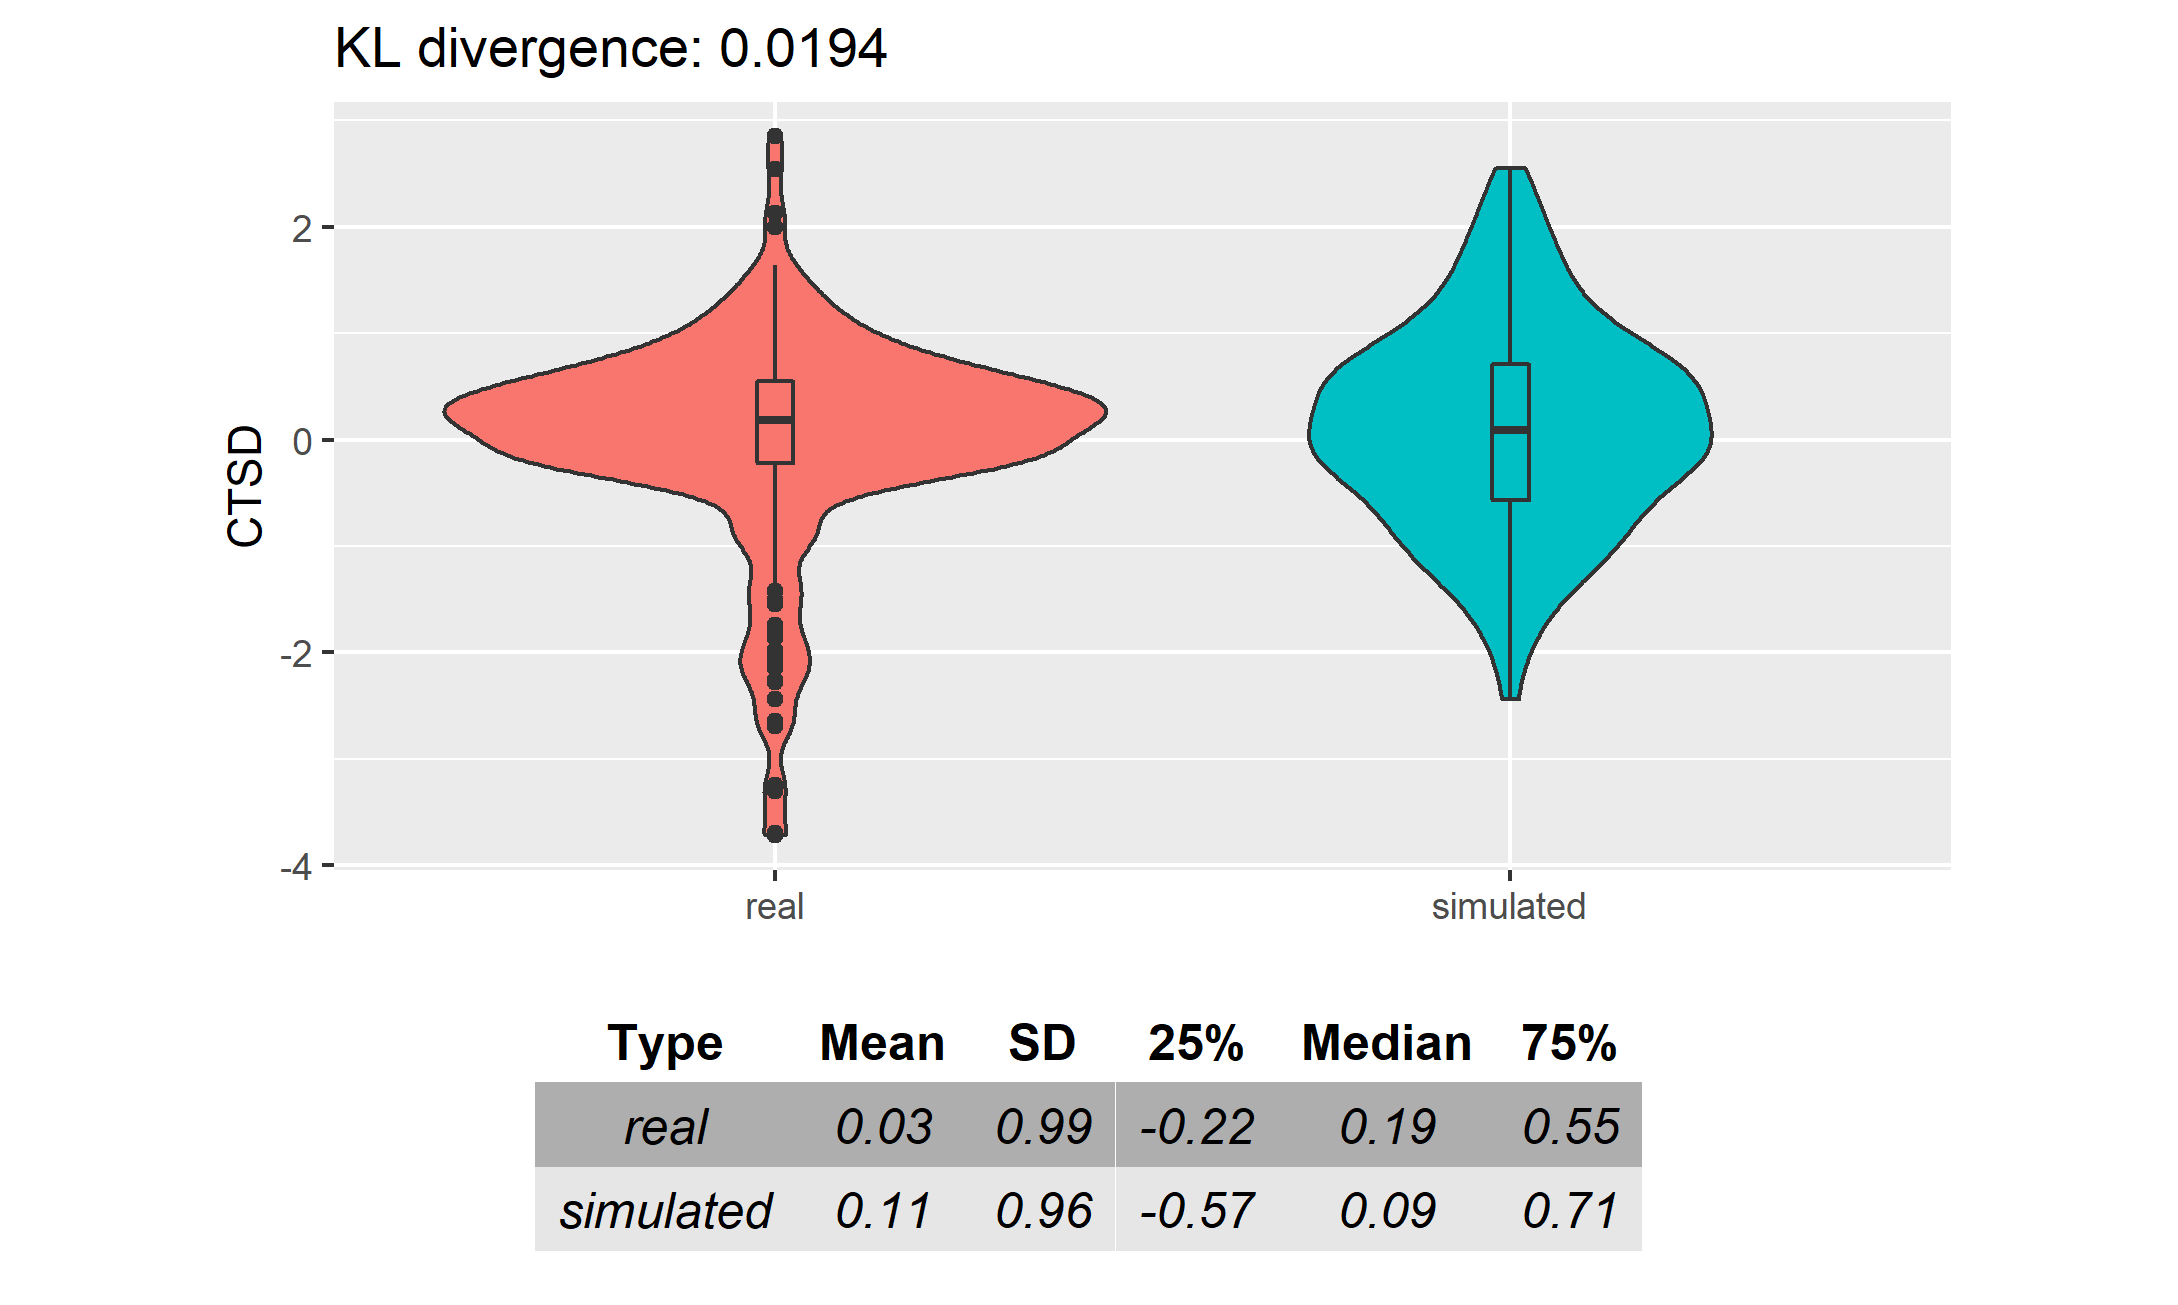 KL divergence: 0.0194
CTSD
2
0
-2
-4
real simulated
Type Mean SD 25% Median 75%
real 0.03 0.99 -0.22 0.19 0.55
simulated 0.11 0.96 -0.57 0.09 0.71